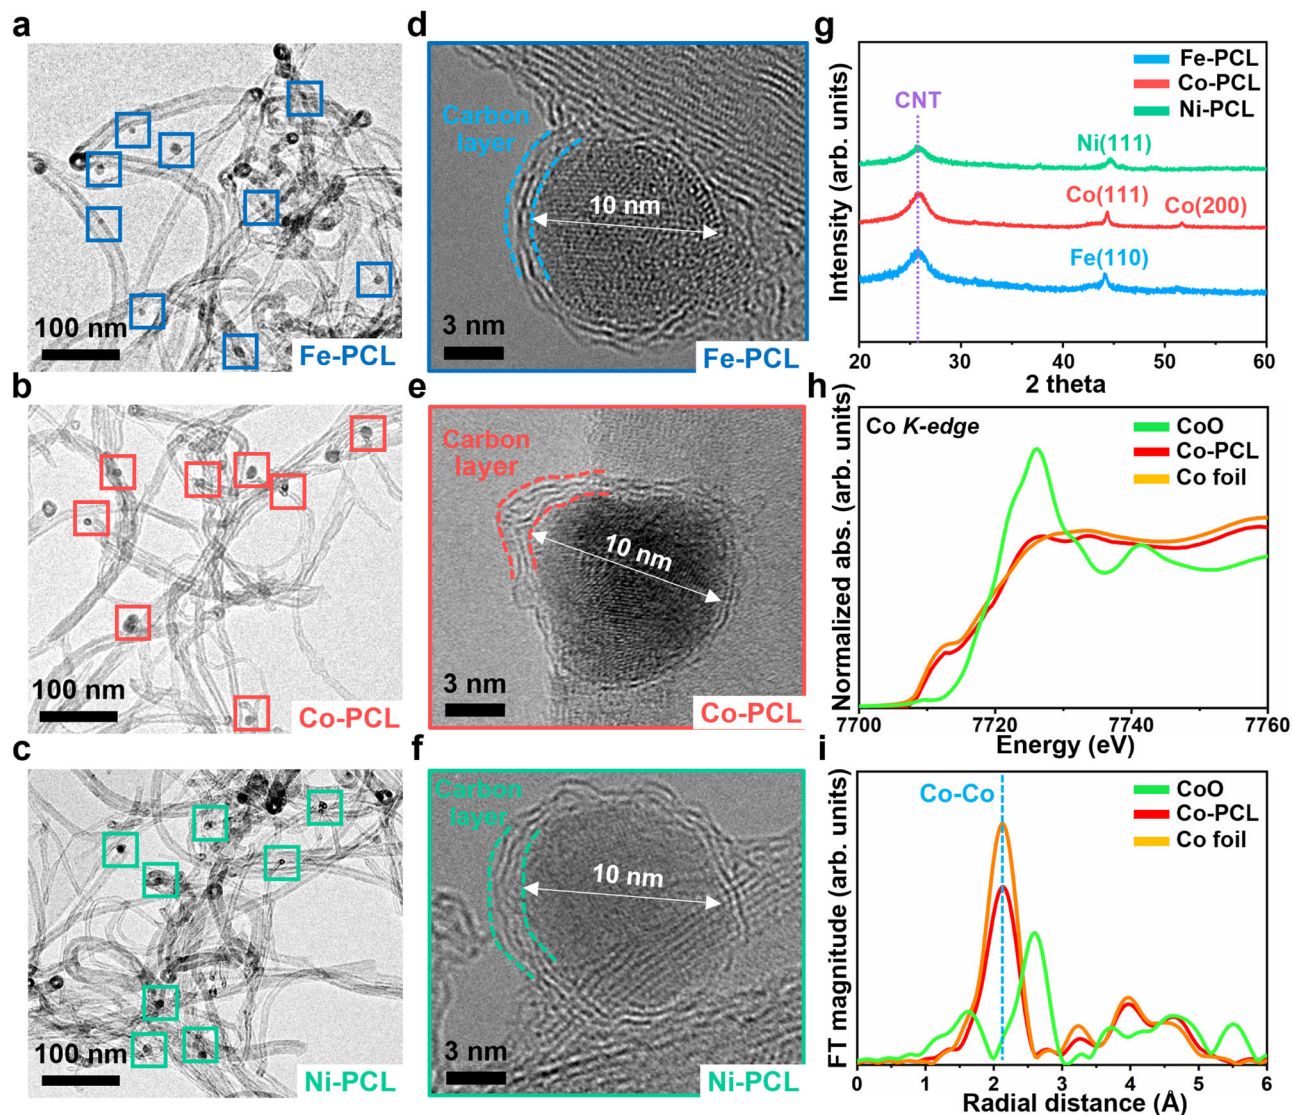 a
100 nm
Fe-PCL
b
100 nm
Co-PCL
c
100 nm
Ni-PCL
d
Carbon
layer
10 nm
3 nm
Fe-PCL
e
Carbon
layer
10 nm
3 nm
Co-PCL
f
Carbon
layer
10 nm
3 nm
Ni-PCL
g
Intensity (arb. units)
Fe-PCL
Co-PCL
Ni-PCL
CNT
Ni(111)
Co(111)
Co(200)
Fe(110)
20 30 40 50 60
2 theta
h
Normalized abs. (arb. units)
Co K-edge
CoO
Co-PCL
Co foil
7700 7720 7740 7760
Energy (eV)
i
FT magnitude (arb. units)
Co-Co
CoO
Co-PCL
Co foil
0 1 2 3 4 5 6
Radial distance (Å)